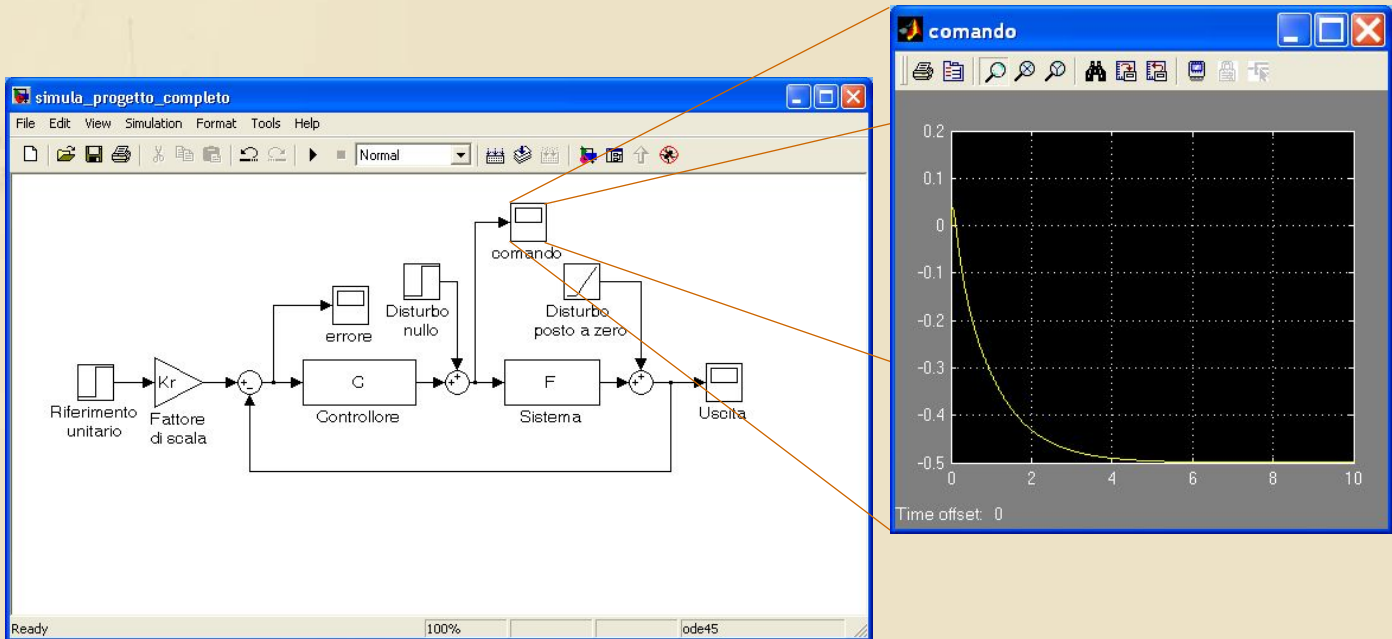 simula_progetto_completo
File Edit View Simulation Format Tools Help
Normal
comando
Disturbo
nullo
Disturbo
posto a zero
errore
+
-
G
+
+
F
+
+
Kr
Riferimento
unitario
Fattore
di scala
Controllore
Sistema
Uscita
Ready 100% ode45
comando
0.2
0.1
0
-0.1
-0.2
-0.3
-0.4
-0.5
0 2 4 6 8 10
Time offset: 0